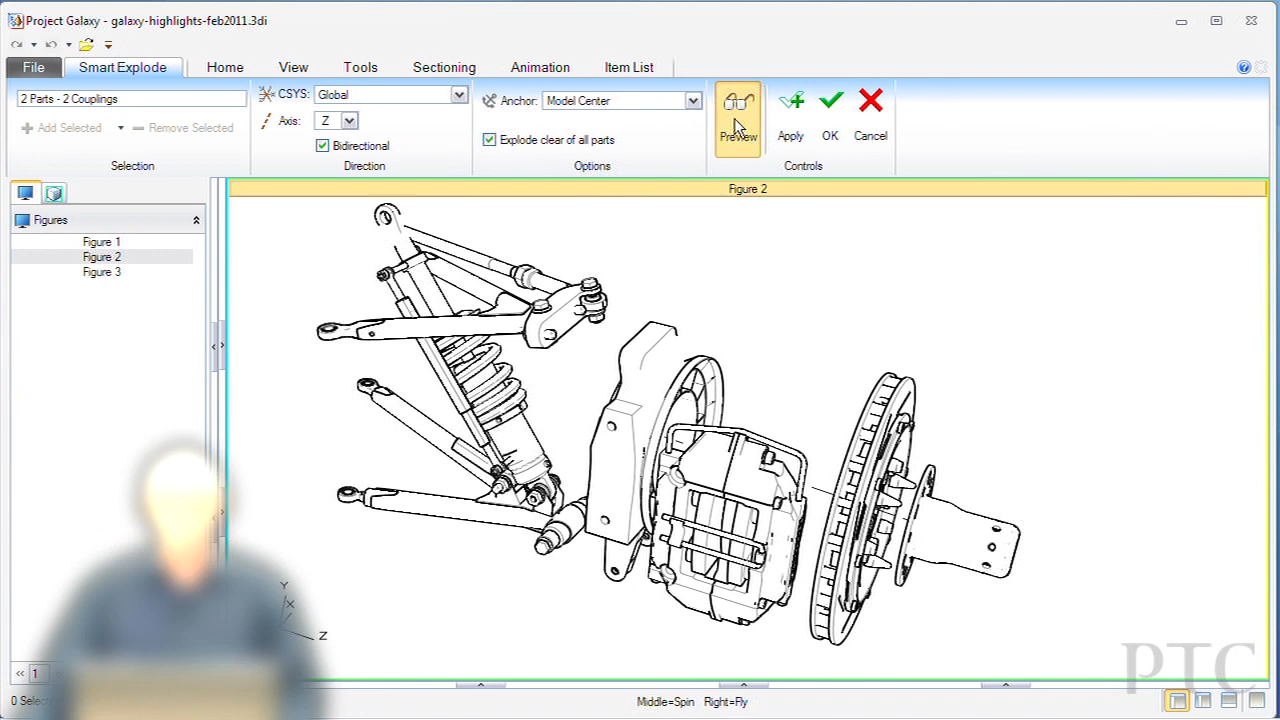 Project Galaxy - galaxy-highlights-feb2011.3di
File Smart Explode Home View Tools Sectioning Animation Item List
2 Parts - 2 Couplings
Add Selected Remove Selected
Selection
CSYS: Global
Axis: Z
Bidirectional
Direction
Anchor: Model Center
Explode clear of all parts
Options
Preview Apply OK Cancel
Controls
Figures
Figure 1
Figure 2
Figure 3
Figure 2
Y
X
Z
PTC
1
0 Selec
Middle=Spin Right=Fly